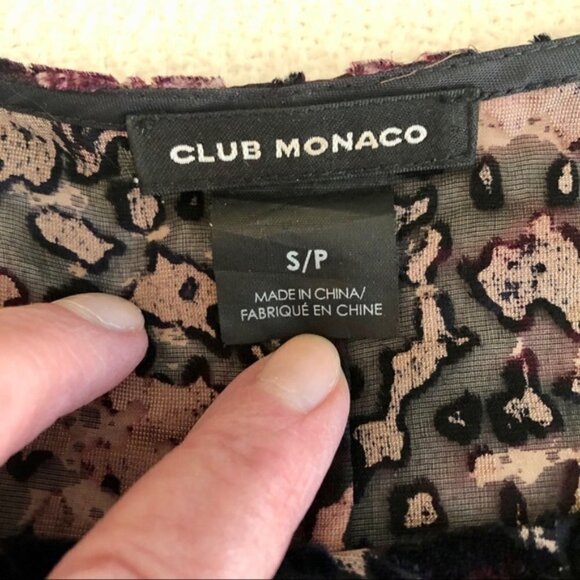 CLUB MONACO
S/P
MADE IN CHINA/
FABRIQUÉ EN CHINE